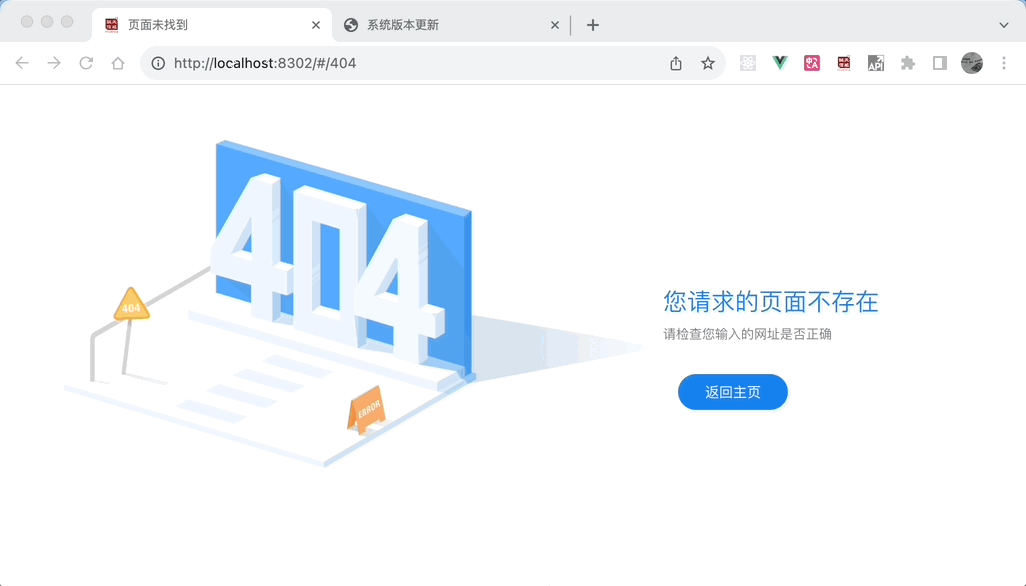 页面未找到
系统版本更新
http://localhost:8302/#/404
中
A
API
404
404
ERROR
您请求的页面不存在
请检查您输入的网址是否正确
返回主页